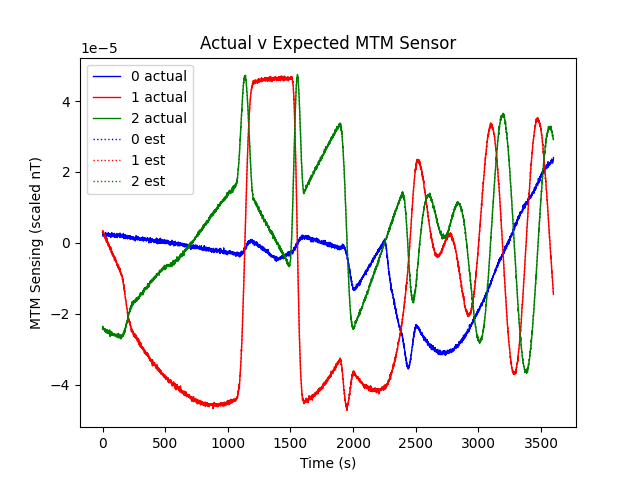 Actual v Expected MTM Sensor
1e−5
0 actual
1 actual
2 actual
0 est
1 est
2 est
4
2
0
−2
−4
MTM Sensing (scaled nT)
0 500 1000 1500 2000 2500 3000 3500
Time (s)